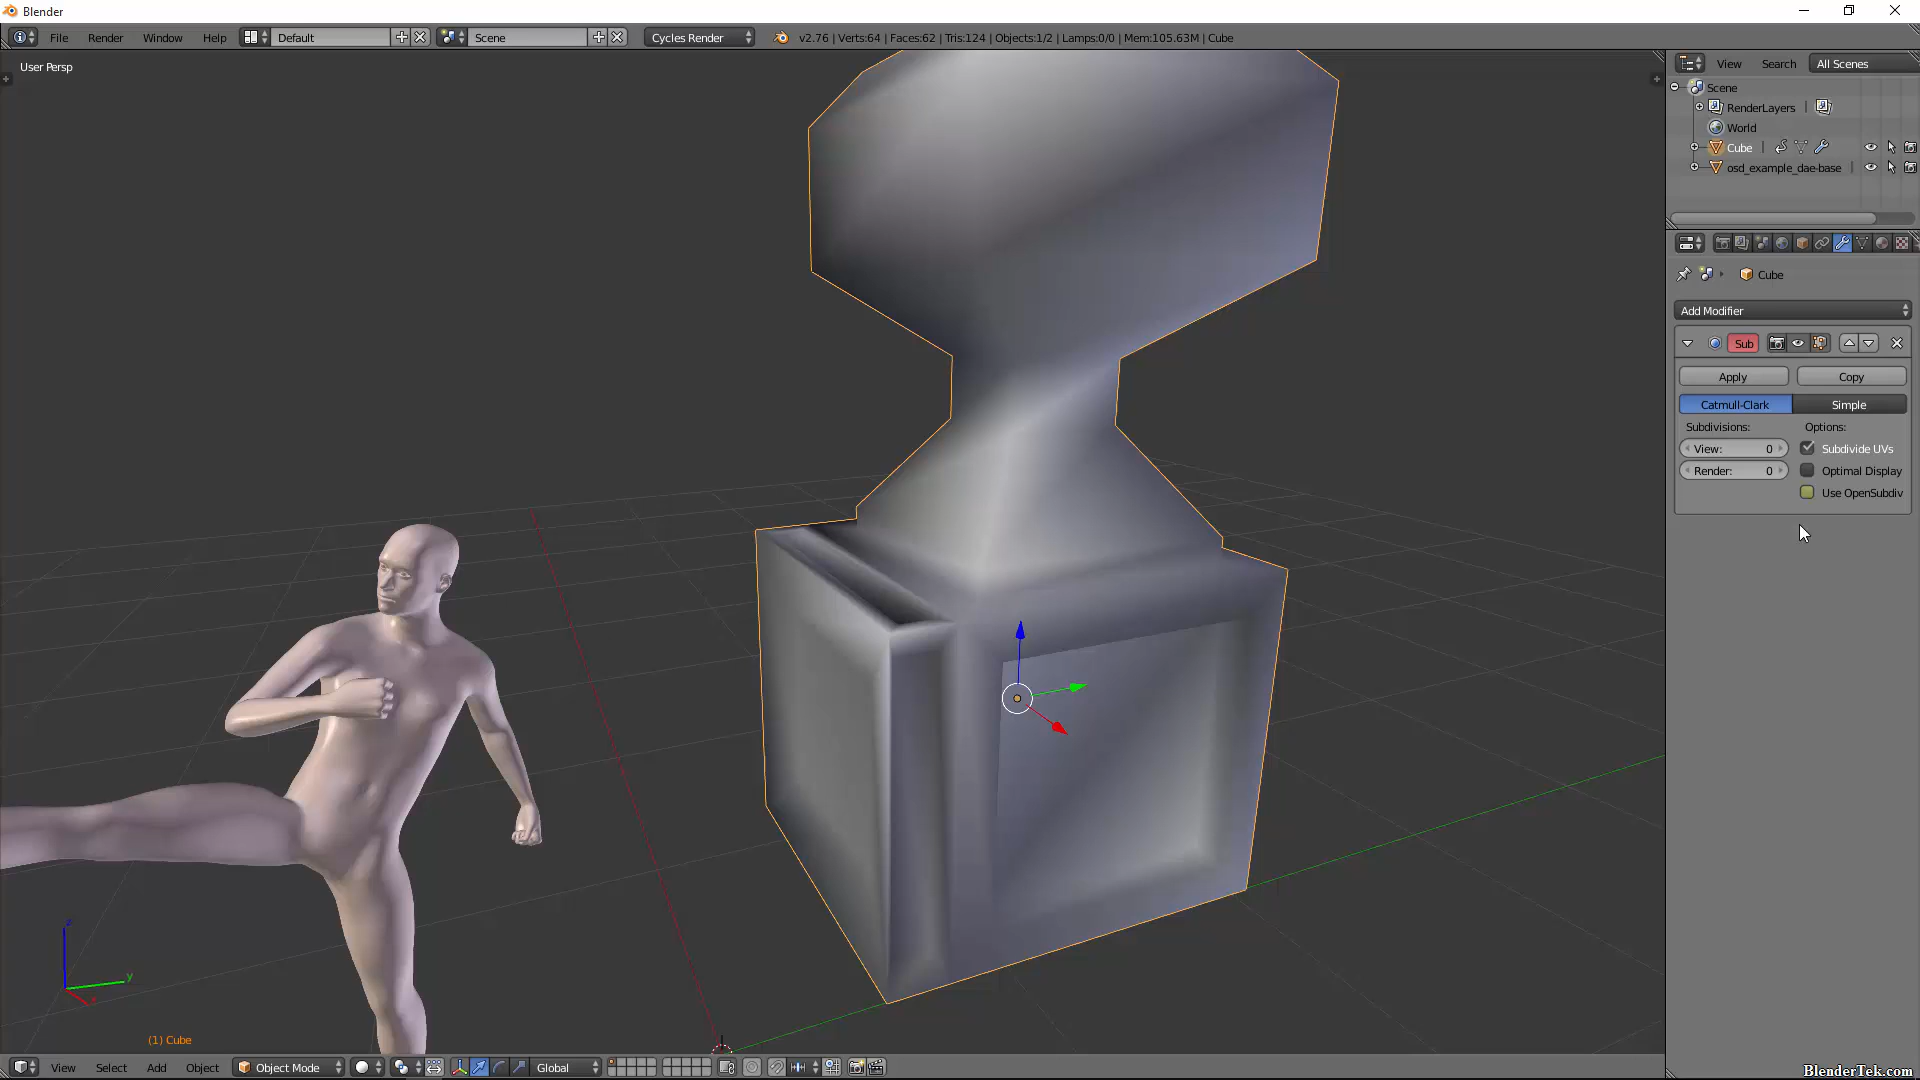 Blender
File Render Window Help Default Scene Cycles Render v2.76 | Verts:64 | Faces:62 | Tris:124 | Objects:1/2 | Lamps:0/0 | Mem:105.63M | Cube
User Persp
View Search All Scenes
Scene
RenderLayers
World
Cube
osd_example_dae-base
Cube
Add Modifier
Sub
Apply Copy
Catmull-Clark Simple
Subdivisions: Options:
View: 0 Subdivide UVs
Render: 0 Optimal Display
Use OpenSubdiv
z
y
x
(1) Cube
View Select Add Object Object Mode Global
BlenderTek.com